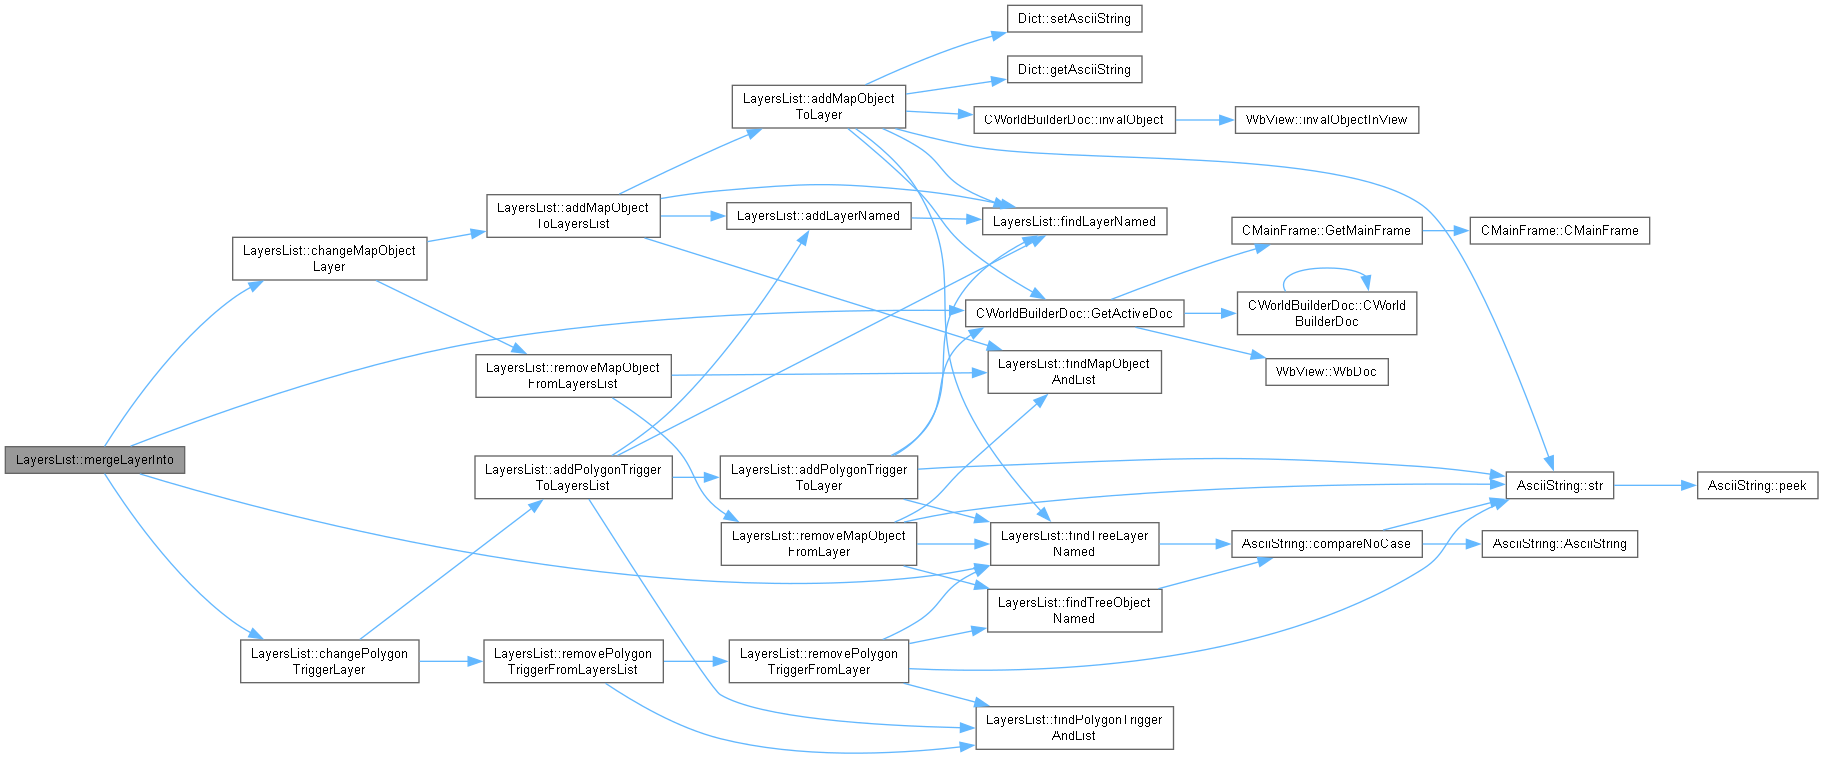 LayersList::mergeLayerInto
LayersList::changeMapObject
Layer
LayersList::changePolygon
TriggerLayer
LayersList::addMapObject
ToLayersList
LayersList::removeMapObject
FromLayersList
LayersList::addPolygonTrigger
ToLayersList
LayersList::removePolygon
TriggerFromLayersList
LayersList::addMapObject
ToLayer
LayersList::addLayerNamed
LayersList::addPolygonTrigger
ToLayer
LayersList::removeMapObject
FromLayer
LayersList::removePolygon
TriggerFromLayer
Dict::setAsciiString
Dict::getAsciiString
CWorldBuilderDoc::invalObject
LayersList::findLayerNamed
CWorldBuilderDoc::GetActiveDoc
LayersList::findMapObject
AndList
LayersList::findTreeLayer
Named
LayersList::findTreeObject
Named
LayersList::findPolygonTrigger
AndList
WbView::invalObjectInView
CMainFrame::GetMainFrame
CWorldBuilderDoc::CWorld
BuilderDoc
WbView::WbDoc
AsciiString::compareNoCase
CMainFrame::CMainFrame
AsciiString::str
AsciiString::AsciiString
AsciiString::peek